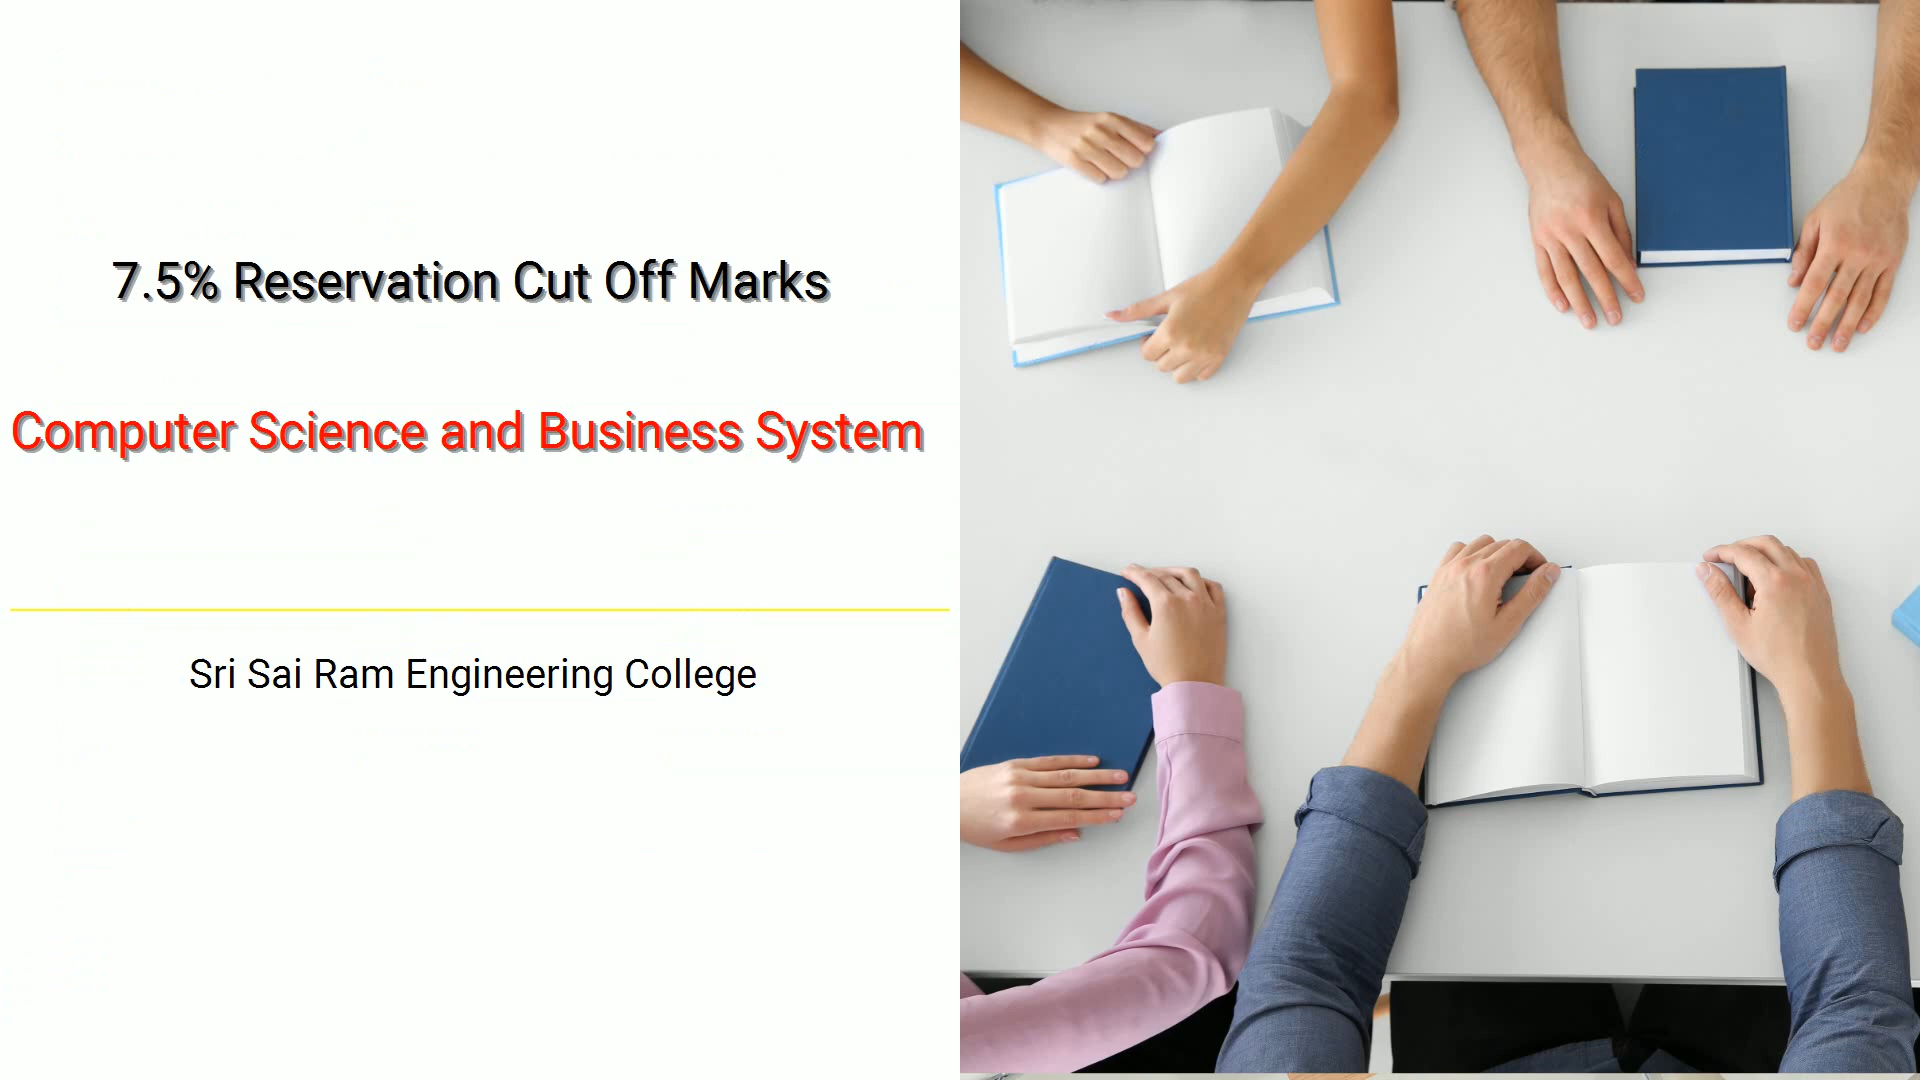 7.5% Reservation Cut Off Marks
Computer Science and Business System
Sri Sai Ram Engineering College